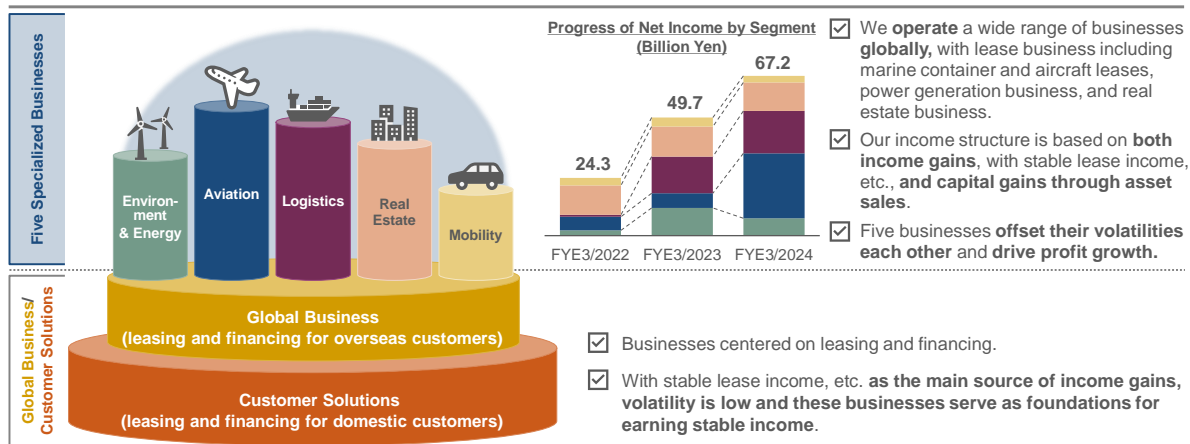 Five Specialized Businesses
Environ-
ment
& Energy
Aviation
Logistics
Real
Estate
Mobility
Progress of Net Income by Segment
(Billion Yen)
24.3
49.7
67.2
FYE3/2022
FYE3/2023
FYE3/2024
We operate a wide range of businesses
globally, with lease business including
marine container and aircraft leases,
power generation business, and real
estate business.
Our income structure is based on both
income gains, with stable lease income,
etc., and capital gains through asset
sales.
Five businesses offset their volatilities
each other and drive profit growth.
Global Business/
Customer Solutions
Global Business
(leasing and financing for overseas customers)
Customer Solutions
(leasing and financing for domestic customers)
Businesses centered on leasing and financing.
With stable lease income, etc. as the main source of income gains,
volatility is low and these businesses serve as foundations for
earning stable income.